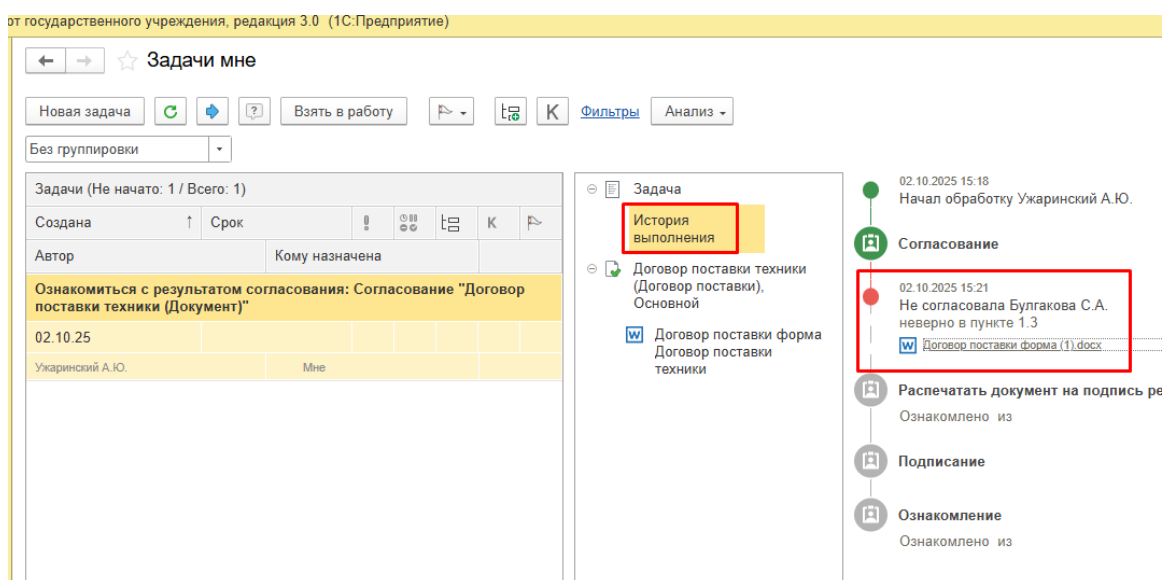 от государственного учреждения, редакция 3.0 (1С:Предприятие)
Задачи мне
Новая задача
Взять в работу
К
Фильтры
Анализ
Без группировки
Задачи (Не начато: 1 / Всего: 1)
Создана ↑ Срок К
Автор Кому назначена
Ознакомиться с результатом согласования: Согласование "Договор
поставки техники (Документ)"
02.10.25
Ужаринский А.Ю. Мне
Задача
История
выполнения
Договор поставки техники
(Договор поставки),
Основной
W Договор поставки форма
Договор поставки
техники
02.10.2025 15:18
Начал обработку Ужаринский А.Ю.
Согласование
02.10.2025 15:21
Не согласовала Булгакова С.А.
неверно в пункте 1.3
W Договор поставки форма (1).docx
Распечатать документ на подпись ре
Ознакомлено из
Подписание
Ознакомление
Ознакомлено из